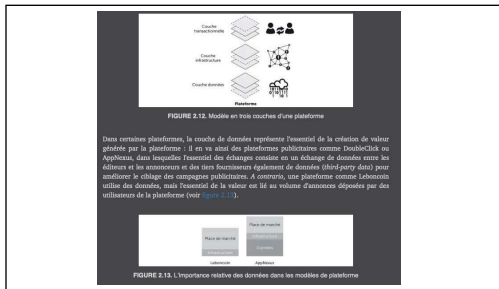 Couche
transactionnelle
Couche
infrastructure
Couche données
Plateforme
FIGURE 2.12. Modèle en trois couches d'une plateforme
Dans certaines plateformes, la couche de données représente l'essentiel de la création de valeur
générée par la plateforme : il en va ainsi des plateformes publicitaires comme DoubleClick ou
AppNexus, dans lesquelles l'essentiel des échanges consiste en un échange de données entre les
éditeurs et les annonceurs et des tiers fournisseurs également de données (third-party data) pour
améliorer le ciblage des campagnes publicitaires. A contrario, une plateforme comme Leboncoin
utilise des données, mais l'essentiel de la valeur est lié au volume d'annonces déposées par des
utilisateurs de la plateforme (voir figure 2.13).
Place de marché
Infrastructure
Leboncoin
Place de marché
Infrastructure
Données
AppNexus
FIGURE 2.13. L'importance relative des données dans les modèles de plateforme